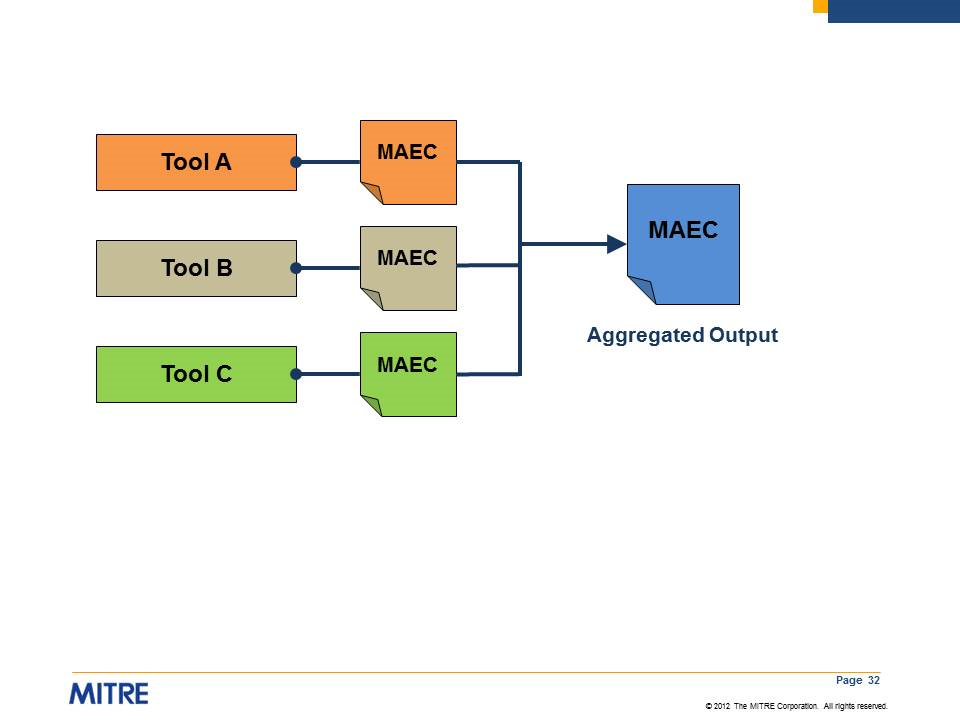 Tool A
MAEC
Tool B
MAEC
Tool C
MAEC
MAEC
Aggregated Output
Page 32
MITRE
© 2012 The MITRE Corporation. All rights reserved.